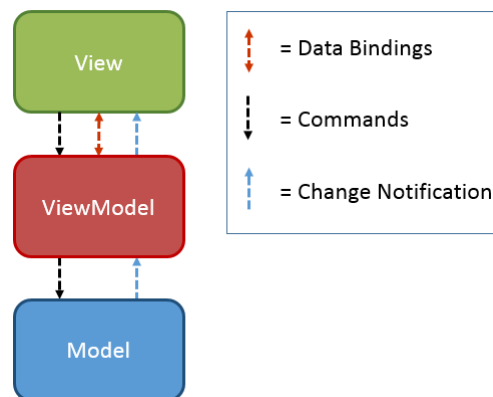 View
= Data Bindings
= Commands
ViewModel
= Change Notification
Model